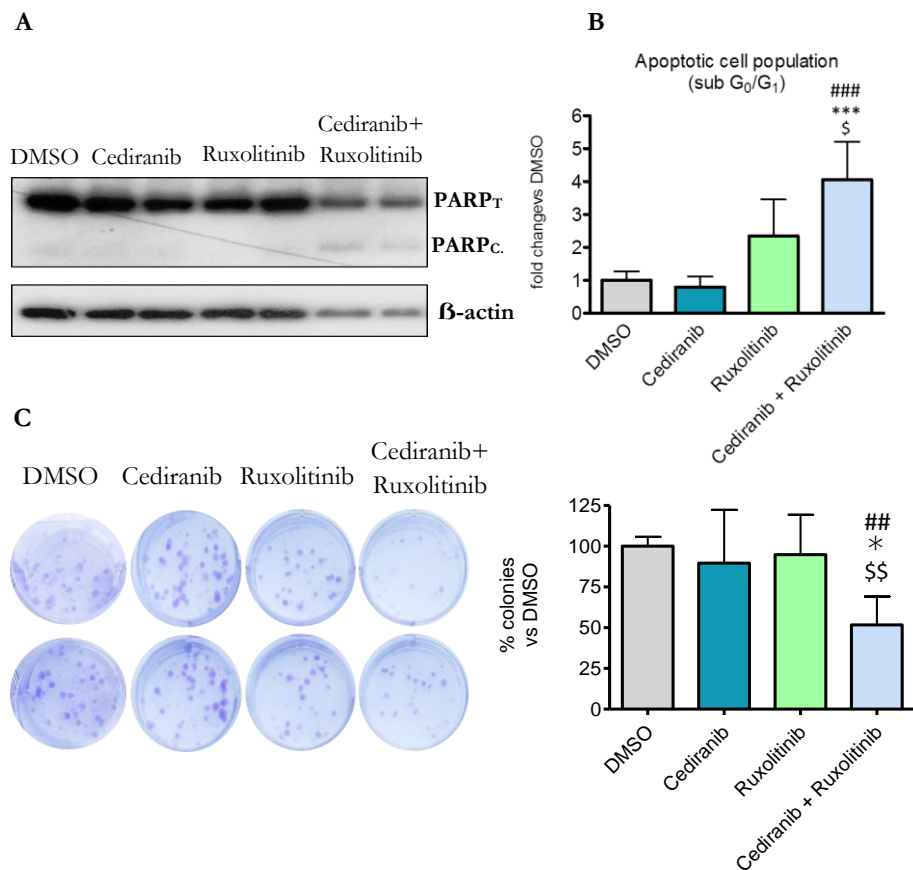 A
DMSO Cediranib Ruxolitinib Cediranib+
Ruxolitinib
PARPT
PARPC.
ß-actin
B
Apoptotic cell population
(sub G0/G1)
fold changevs DMSO
6
5
4
3
2
1
0
###
***
$
DMSO
Cediranib
Ruxolitinib
Cediranib + Ruxolitinib
C
DMSO Cediranib Ruxolitinib Cediranib+
Ruxolitinib
% colonies
vs DMSO
125
100
75
50
25
0
##
*
$$
DMSO
Cediranib
Ruxolitinib
Cediranib + Ruxolitinib